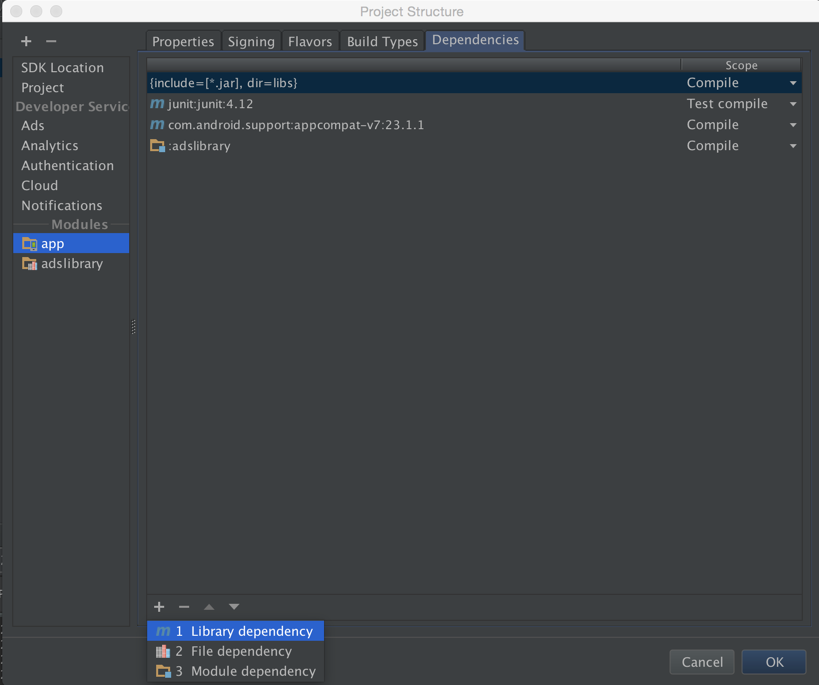 Project Structure
Properties Signing Flavors Build Types Dependencies
SDK Location
Project
Developer Servic
Ads
Analytics
Authentication
Cloud
Notifications
Modules
app
adslibrary
Scope
{include=[*.jar], dir=libs} Compile
m junit:junit:4.12 Test compile
m com.android.support:appcompat-v7:23.1.1 Compile
:adslibrary Compile
m 1 Library dependency
2 File dependency
3 Module dependency
Cancel OK